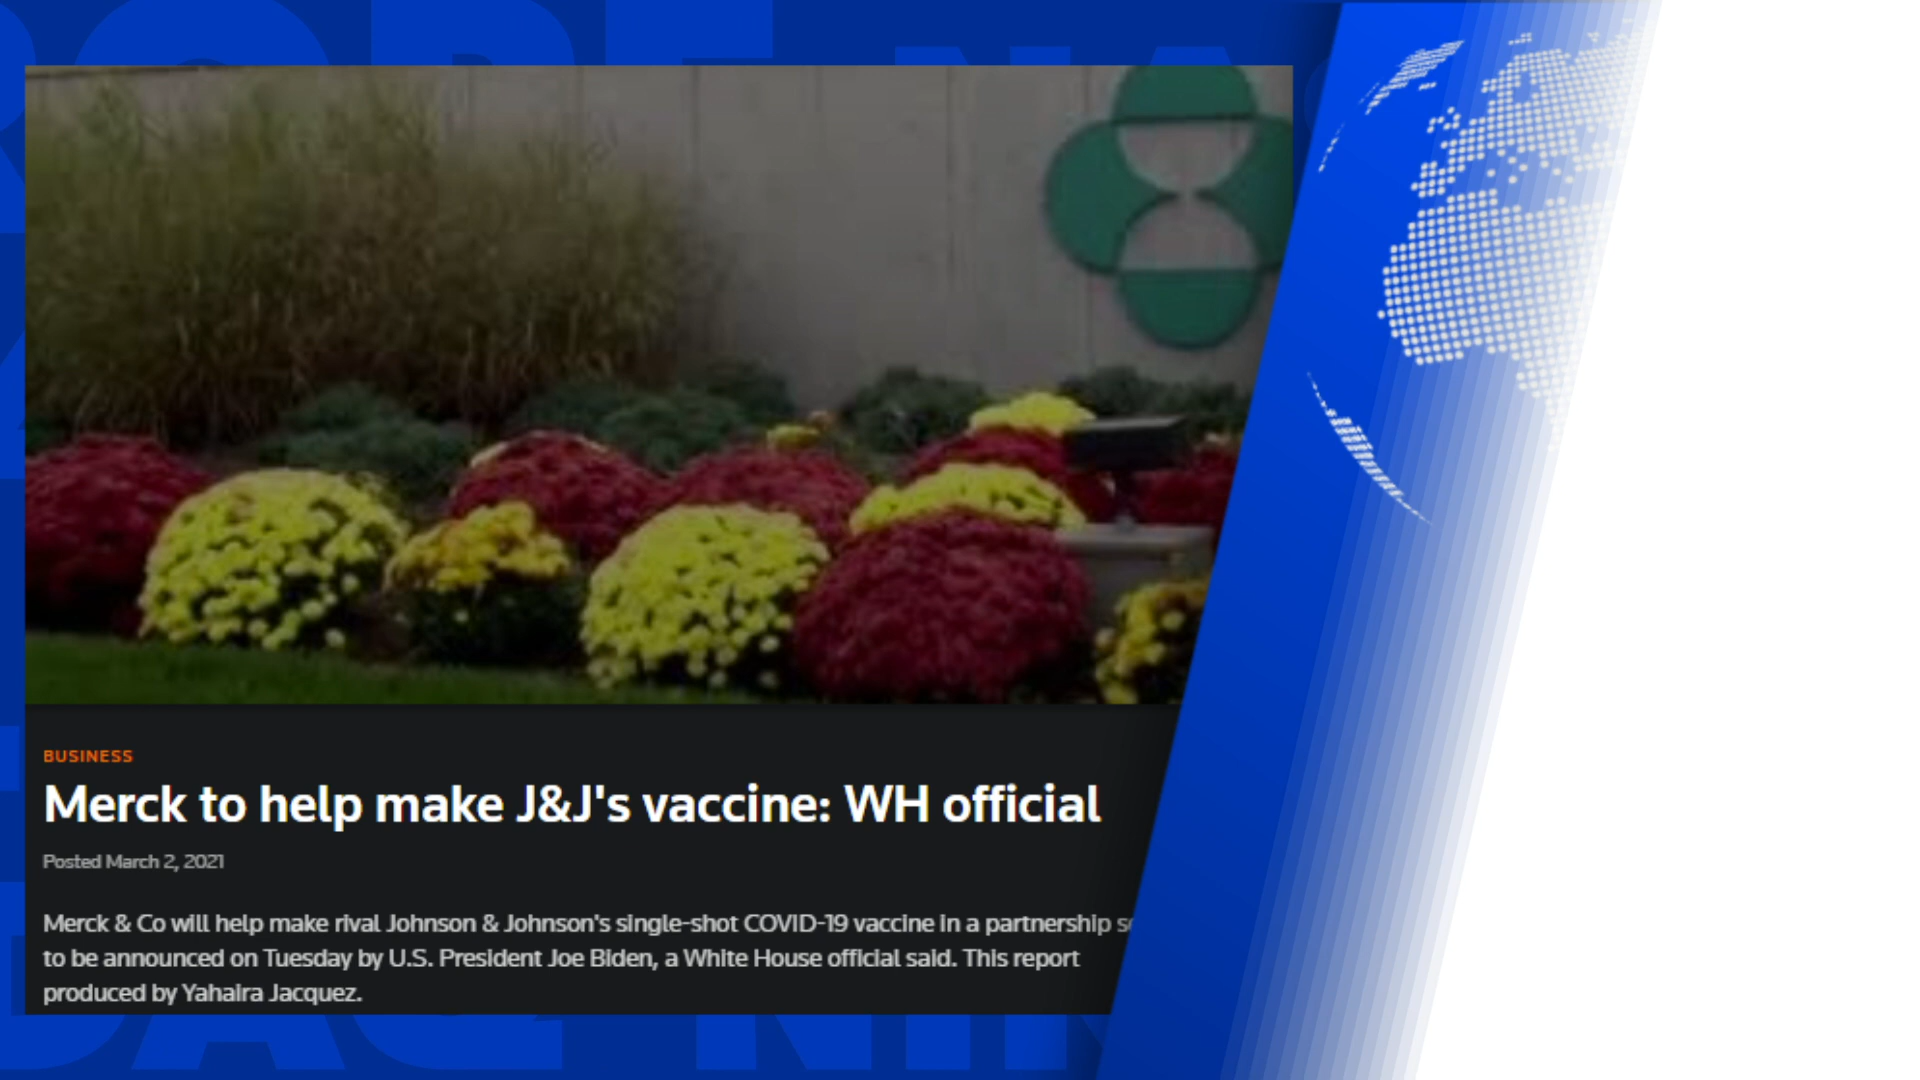 BUSINESS
Merck to help make J&J's vaccine: WH official
Posted March 2, 2021
Merck & Co will help make rival Johnson & Johnson's single-shot COVID-19 vaccine in a partnership
to be announced on Tuesday by U.S. President Joe Biden, a White House official said. This report
produced by Yahaira Jacquez.